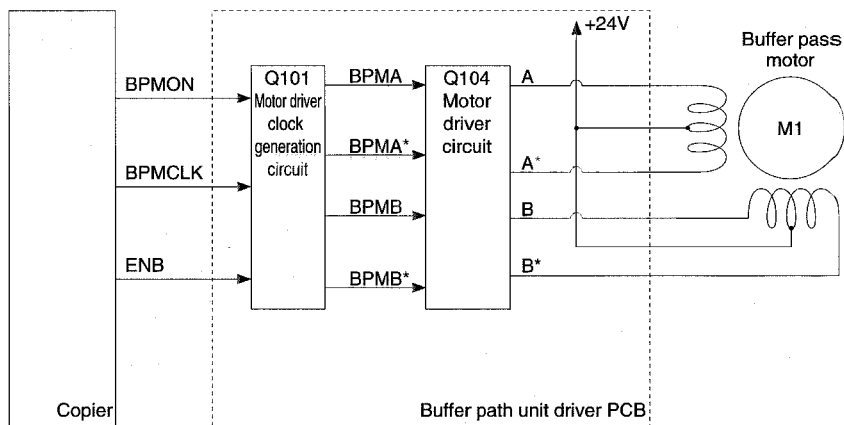 +24V
Buffer pass
motor
M1
BPMON
BPMCLK
ENB
Copier
Q101
Motor driver
clock
generation
circuit
BPMA
BPMA*
BPMB
BPMB*
Q104
Motor
driver
circuit
A
A*
B
B*
Buffer path unit driver PCB